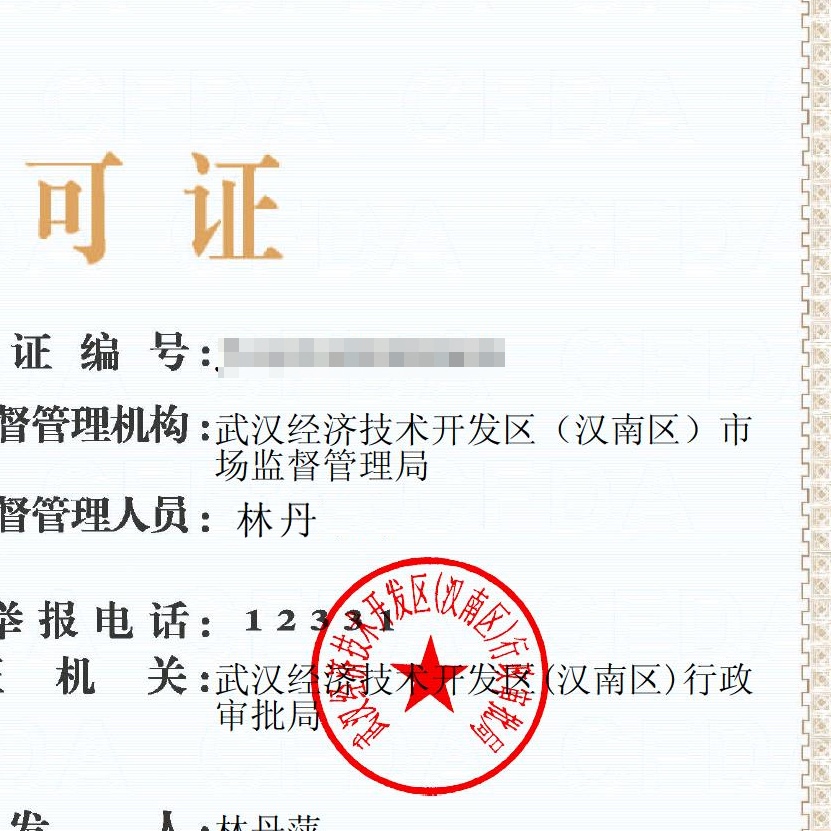 可证
证编号:
督管理机构:武汉经济技术开发区（汉南区）市
场监督管理局
督管理人员: 林丹
举报电话: 12331
机关:武汉经济技术开发区(汉南区)行政
审批局
武汉经济技术开发区(汉南区)行政审批局
发人:林丹萍